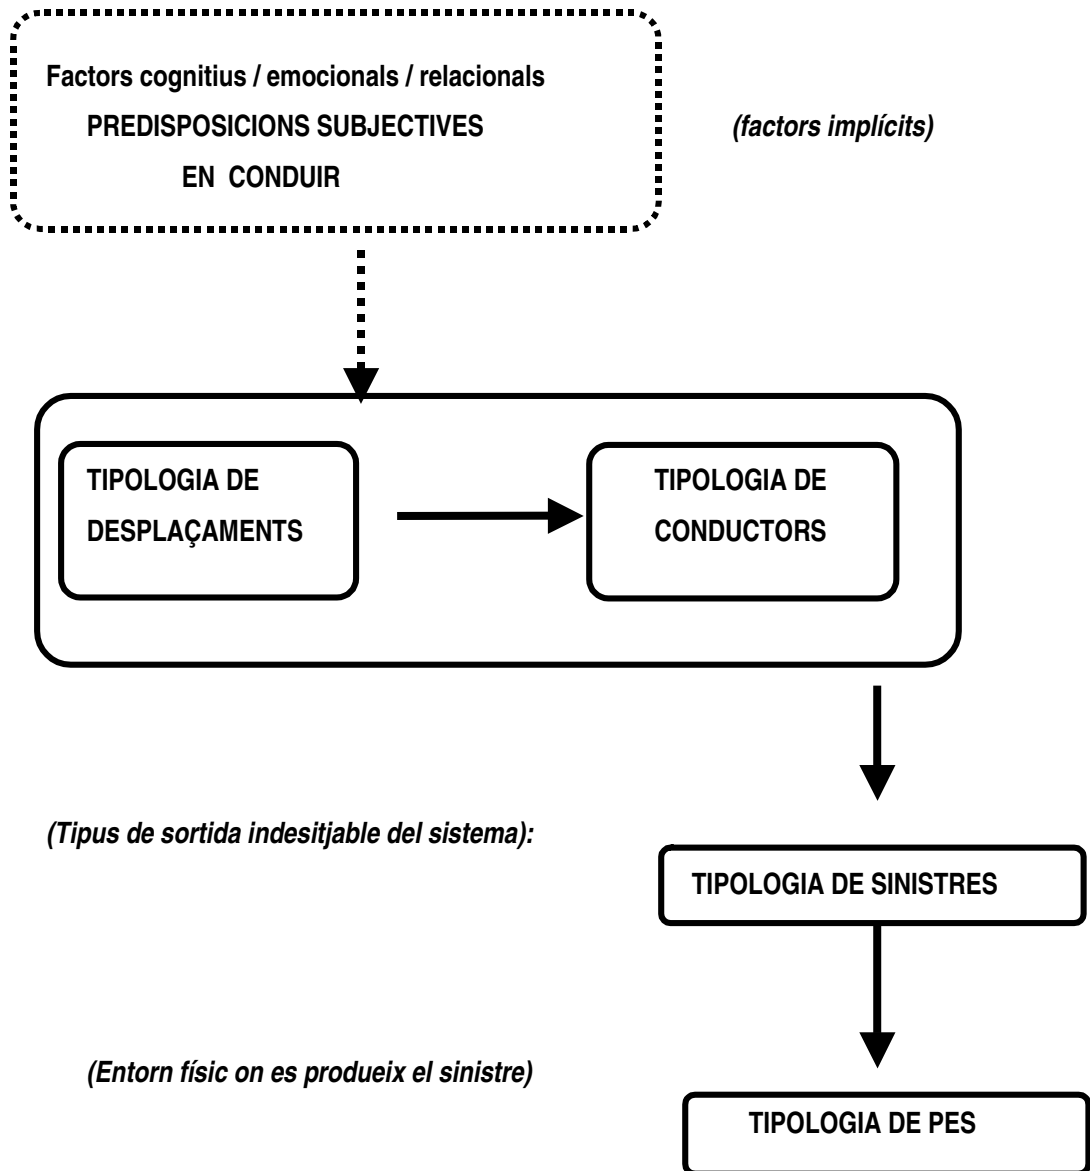 Factors cognitius / emocionals / relacionals
PREDISPOSICIONS SUBJECTIVES
EN CONDUIR
(factors implícits)
TIPOLOGIA DE
DESPLAÇAMENTS
TIPOLOGIA DE
CONDUCTORS
(Tipus de sortida indesitjable del sistema):
TIPOLOGIA DE SINISTRES
(Entorn físic on es produeix el sinistre)
TIPOLOGIA DE PES